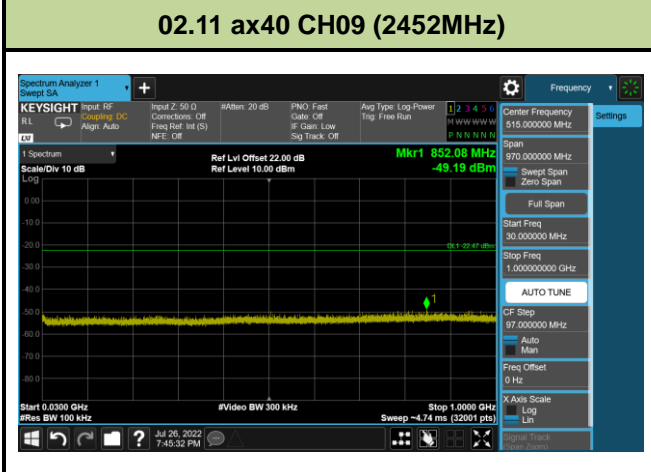 02.11 ax40 CH09 (2452MHz)
Spectrum Analyzer 1
Swept SA
+
Frequency
KEYSIGHT
RL
LXI
Input: RF
Coupling: DC
Align: Auto
Input Z: 50 Ω
Corrections: Off
Freq Ref: Int (S)
NFE: Off
#Atten: 20 dB
PNO: Fast
Gate: Off
IF Gain: Low
Sig Track: Off
Avg Type: Log-Power
Trig: Free Run
1 2 3 4 5 6
M W W W W W
P N N N N N
Center Frequency
515.000000 MHz
Settings
Span
970.000000 MHz
Swept Span
Zero Span
Full Span
Start Freq
30.000000 MHz
Stop Freq
1.000000000 GHz
AUTO TUNE
CF Step
97.000000 MHz
Auto
Man
Freq Offset
0 Hz
X Axis Scale
Log
Lin
Signal Track
(Span Zoom)
1 Spectrum
Scale/Div 10 dB
Log
Ref Lvl Offset 22.00 dB
Ref Level 10.00 dBm
Mkr1 852.08 MHz
-49.19 dBm
0.00
-10.0
-20.0
DL1 -22.47 dBm
-30.0
-40.0
1
-50.0
-60.0
-70.0
-80.0
Start 0.0300 GHz
#Res BW 100 kHz
#Video BW 300 kHz
Stop 1.0000 GHz
Sweep ~4.74 ms (32001 pts)
?
Jul 26, 2022
7:45:32 PM